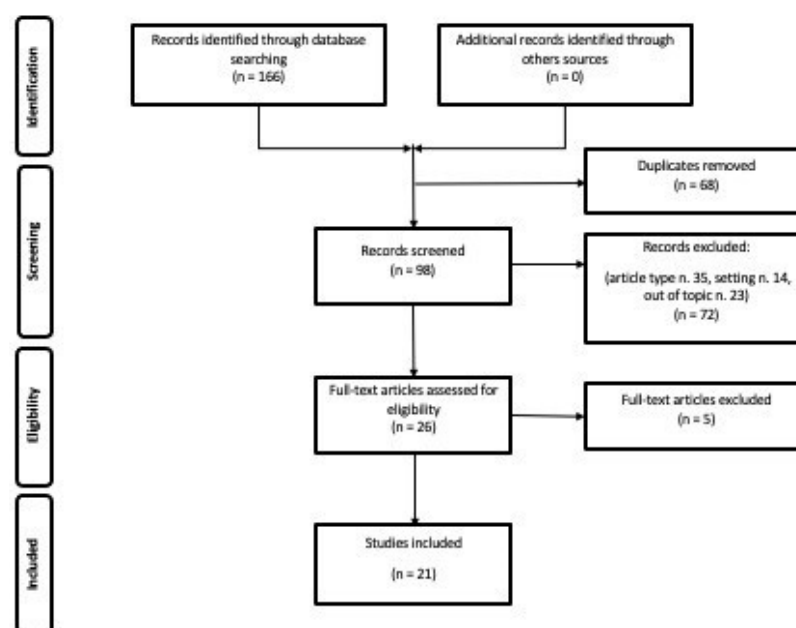 Identification
Records identified through database
searching
(n = 166)
Additional records identified through
others sources
(n = 0)
Screening
Duplicates removed
(n = 68)
Records screened
(n = 98)
Records excluded:
(article type n. 35, setting n. 14,
out of topic n. 23)
(n = 72)
Eligibility
Full-text articles assessed for
eligibility
(n = 26)
Full-text articles excluded
(n = 5)
Included
Studies included
(n = 21)